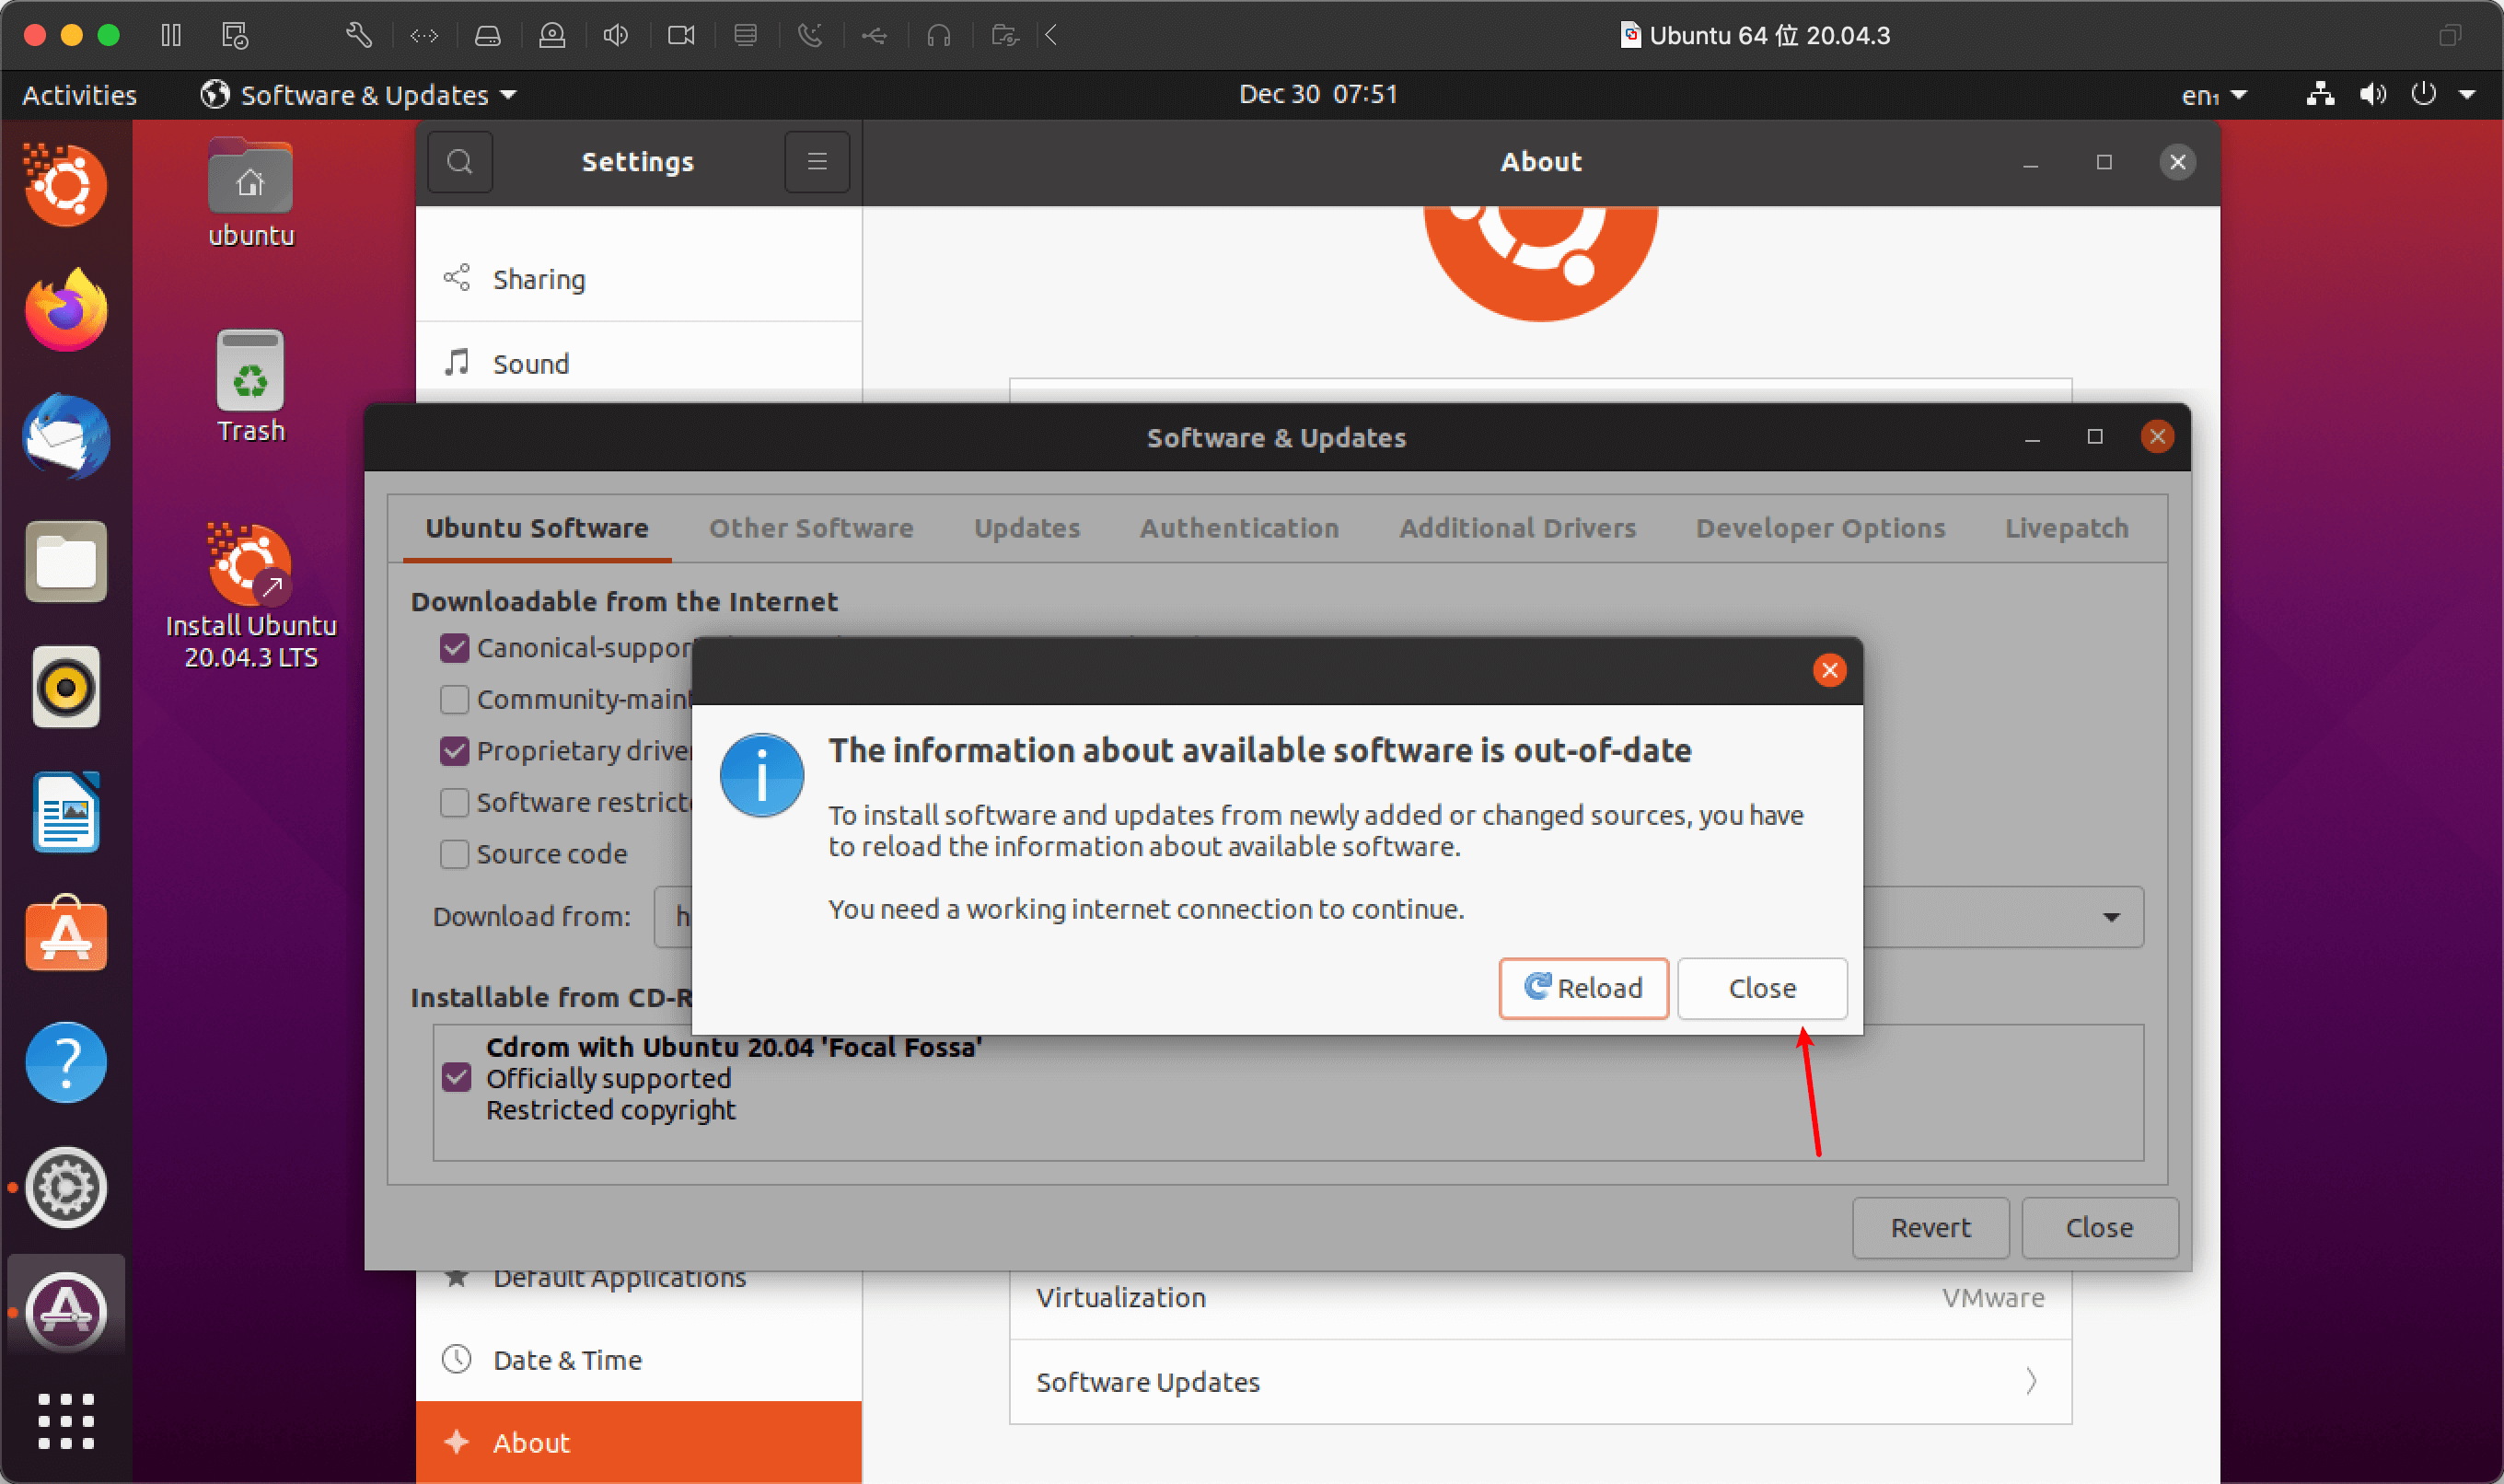 Ubuntu 64 位 20.04.3
Activities
Software & Updates
Dec 30 07:51
en₁
ubuntu
Trash
Install Ubuntu
20.04.3 LTS
Settings
About
Sharing
Sound
Software & Updates
Ubuntu Software
Other Software
Updates
Authentication
Additional Drivers
Developer Options
Livepatch
Downloadable from the Internet
Canonical-suppor
Community-maint
Proprietary driver
Software restricte
Source code
Download from:
h
The information about available software is out-of-date
To install software and updates from newly added or changed sources, you have
to reload the information about available software.
You need a working internet connection to continue.
Reload
Close
Installable from CD-R
Cdrom with Ubuntu 20.04 'Focal Fossa'
Officially supported
Restricted copyright
Revert
Close
Default Applications
Date & Time
About
Virtualization
VMware
Software Updates